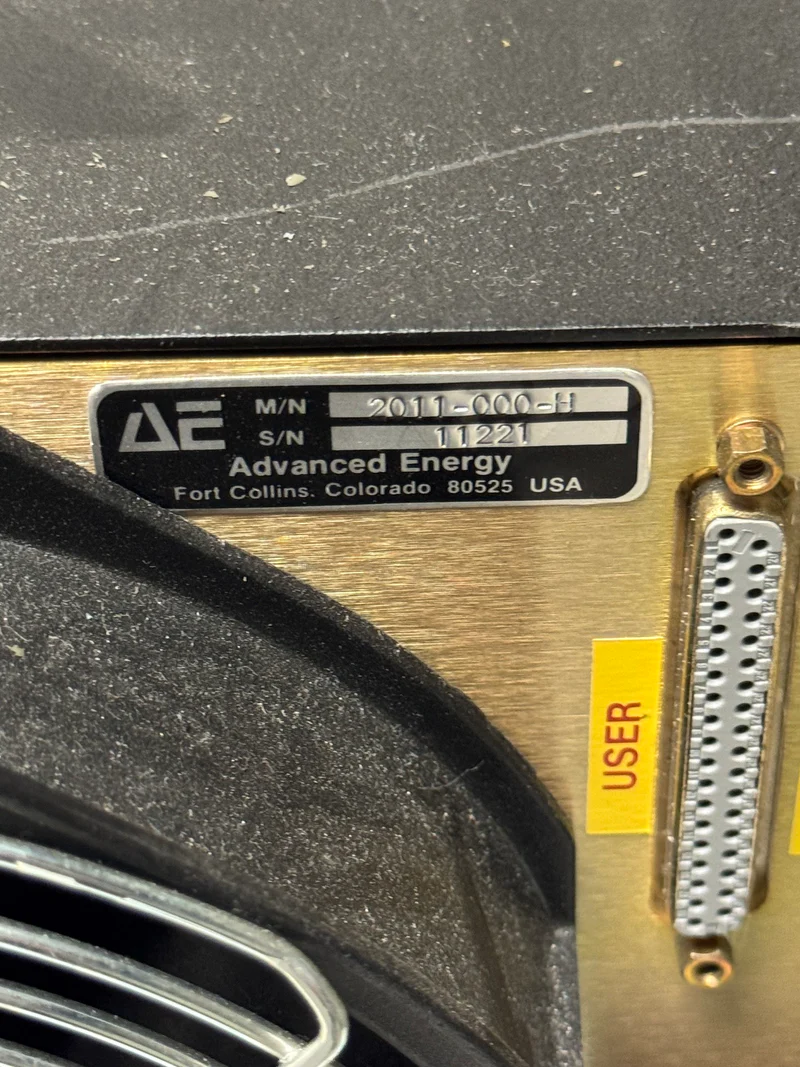 AE M/N 2011-000-H
S/N 11221
Advanced Energy
Fort Collins. Colorado 80525 USA
USER